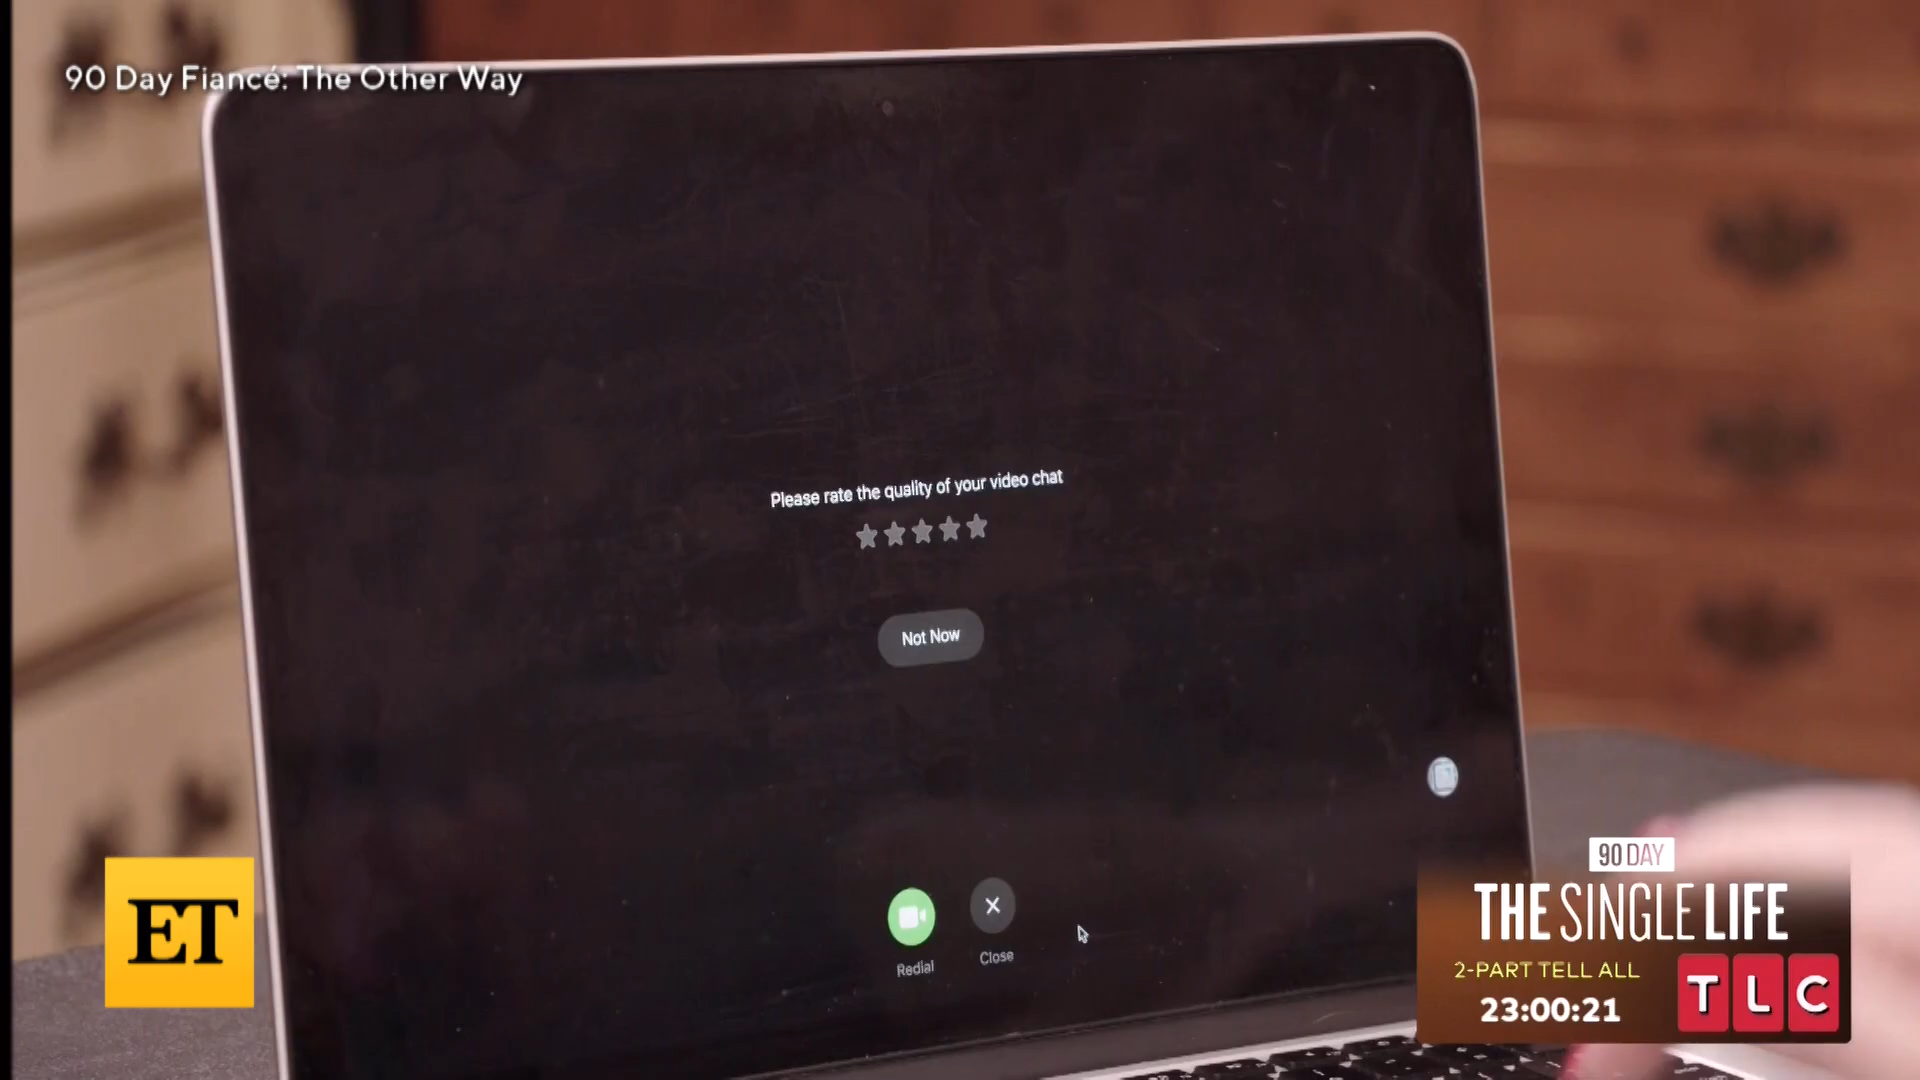 90 Day Fiancé: The Other Way
Please rate the quality of your video chat
Not Now
Redial
Close
ET
90 DAY
THE SINGLE LIFE
2-PART TELL ALL
23:00:21
TLC